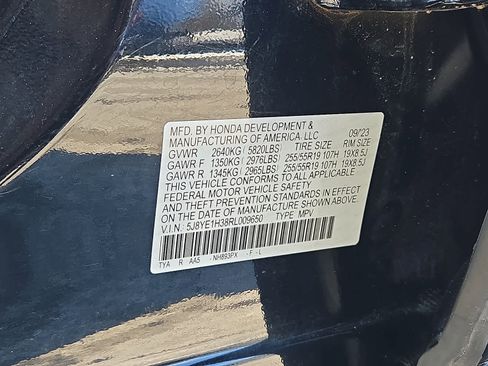 MFD. BY HONDA DEVELOPMENT & 09/23
MANUFACTURING OF AMERICA, LLC
GVWR 2640KG (5820LBS) TIRE SIZE RIM SIZE
GAWR F 1350KG (2976LBS) 255/55R19 107H 19X8.5J
GAWR R 1345KG (2965LBS) 255/55R19 107H 19X8.5J
THIS VEHICLE CONFORMS TO ALL APPLICABLE
FEDERAL MOTOR VEHICLE SAFETY
AND THEFT PREVENTION STANDARDS IN EFFECT
ON THE DATE OF MANUFACTURE SHOWN ABOVE.
V.I.N.: 5J8YE1H38RL009650 TYPE: MPV
TYA R AA5 NH893PX F - L